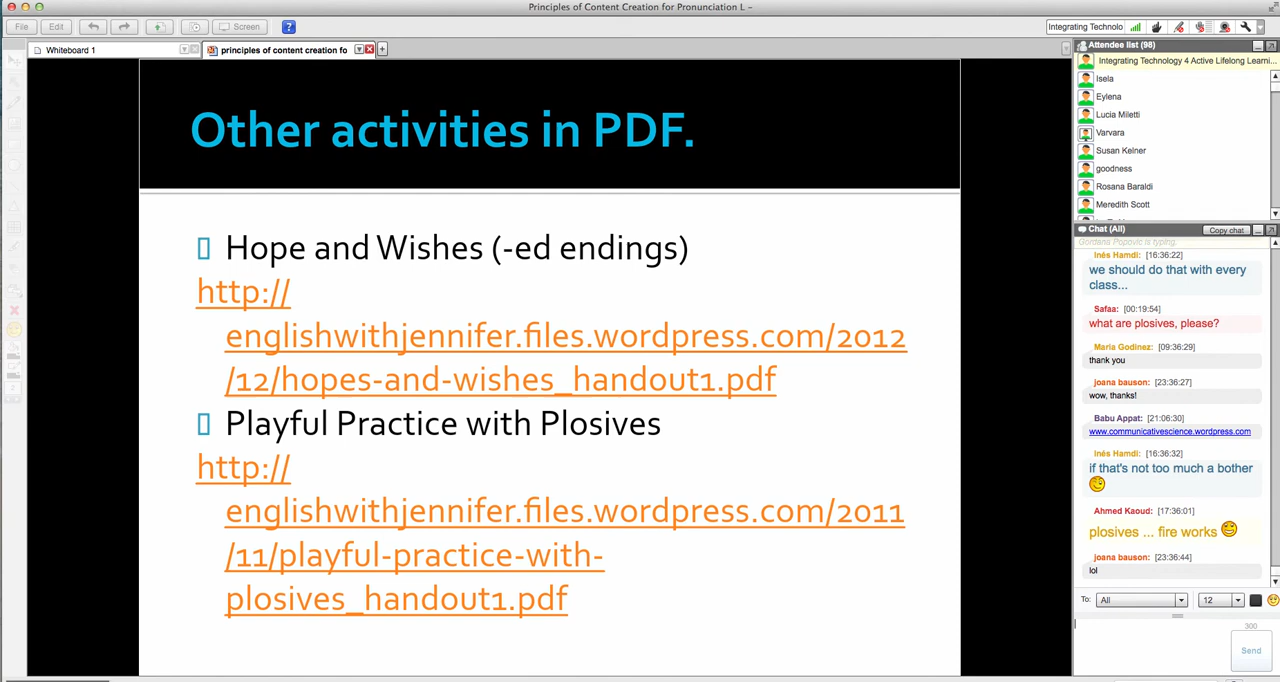 Principles of Content Creation for Pronunciation L -
File
Edit
Screen
?
Integrating Technolo
Whiteboard 1
principles of content creation fo
Other activities in PDF.
Hope and Wishes (-ed endings)
http://
englishwithjennifer.files.wordpress.com/2012
/12/hopes-and-wishes_handout1.pdf
Playful Practice with Plosives
http://
englishwithjennifer.files.wordpress.com/2011
/11/playful-practice-with-
plosives_handout1.pdf
Attendee list (98)
Integrating Technology 4 Active Lifelong Learni...
Isela
Eylena
Lucia Miletti
Varvara
Susan Kelner
goodness
Rosana Baraldi
Meredith Scott
Chat (All)
Copy chat
Gordana Popovic is typing.
Inés Hamdi: [16:36:22]
we should do that with every
class...
Safaa: [00:19:54]
what are plosives, please?
Maria Godinez: [09:36:29]
thank you
joana bauson: [23:36:27]
wow, thanks!
Babu Appat: [21:06:30]
www.communicativescience.wordpress.com
Inés Hamdi: [16:36:32]
if that's not too much a bother
Ahmed Kaoud: [17:36:01]
plosives ... fire works
joana bauson: [23:36:44]
lol
To:
All
12
300
Send